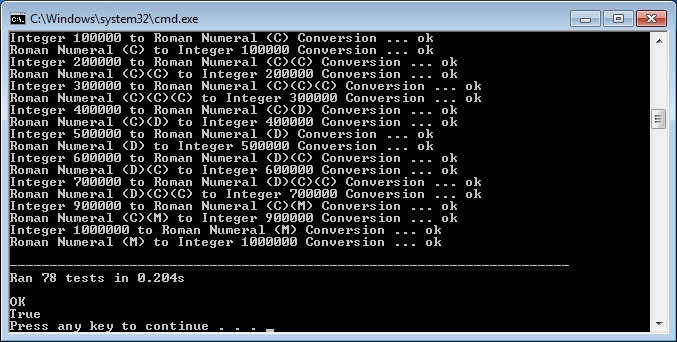 C:\Windows\system32\cmd.exe
Integer 100000 to Roman Numeral (C) Conversion ... ok
Roman Numeral (C) to Integer 100000 Conversion ... ok
Integer 200000 to Roman Numeral (C)(C) Conversion ... ok
Roman Numeral (C)(C) to Integer 200000 Conversion ... ok
Integer 300000 to Roman Numeral (C)(C)(C) Conversion ... ok
Roman Numeral (C)(C)(C) to Integer 300000 Conversion ... ok
Integer 400000 to Roman Numeral (C)(D) Conversion ... ok
Roman Numeral (C)(D) to Integer 400000 Conversion ... ok
Integer 500000 to Roman Numeral (D) Conversion ... ok
Roman Numeral (D) to Integer 500000 Conversion ... ok
Integer 600000 to Roman Numeral (D)(C) Conversion ... ok
Roman Numeral (D)(C) to Integer 600000 Conversion ... ok
Integer 700000 to Roman Numeral (D)(C)(C) Conversion ... ok
Roman Numeral (D)(C)(C) to Integer 700000 Conversion ... ok
Integer 900000 to Roman Numeral (C)(M) Conversion ... ok
Roman Numeral (C)(M) to Integer 900000 Conversion ... ok
Integer 1000000 to Roman Numeral (M) Conversion ... ok
Roman Numeral (M) to Integer 1000000 Conversion ... ok
----------------------------------------------------------------------
Ran 78 tests in 0.204s
OK
True
Press any key to continue . . .